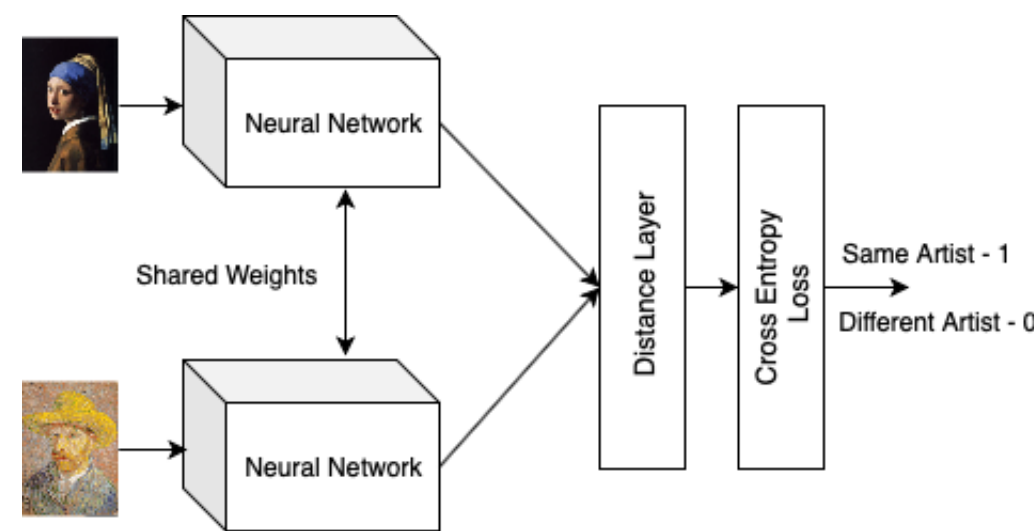 Neural Network
Shared Weights
Neural Network
Distance Layer
Cross Entropy
Loss
Same Artist - 1
Different Artist - 0